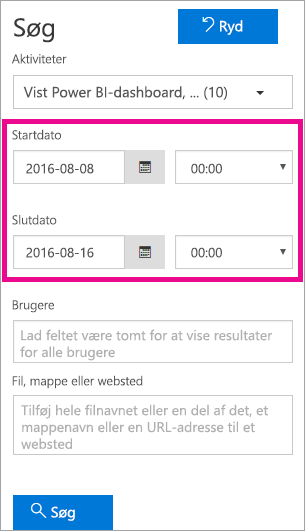 Søg
Ryd
Aktiviteter
Vist Power BI-dashboard, ... (10)
Startdato
2016-08-08 00:00
Slutdato
2016-08-16 00:00
Brugere
Lad feltet være tomt for at vise resultater
for alle brugere
Fil, mappe eller websted
Tilføj hele filnavnet eller en del af det, et
mappenavn eller en URL-adresse til et
websted
Søg